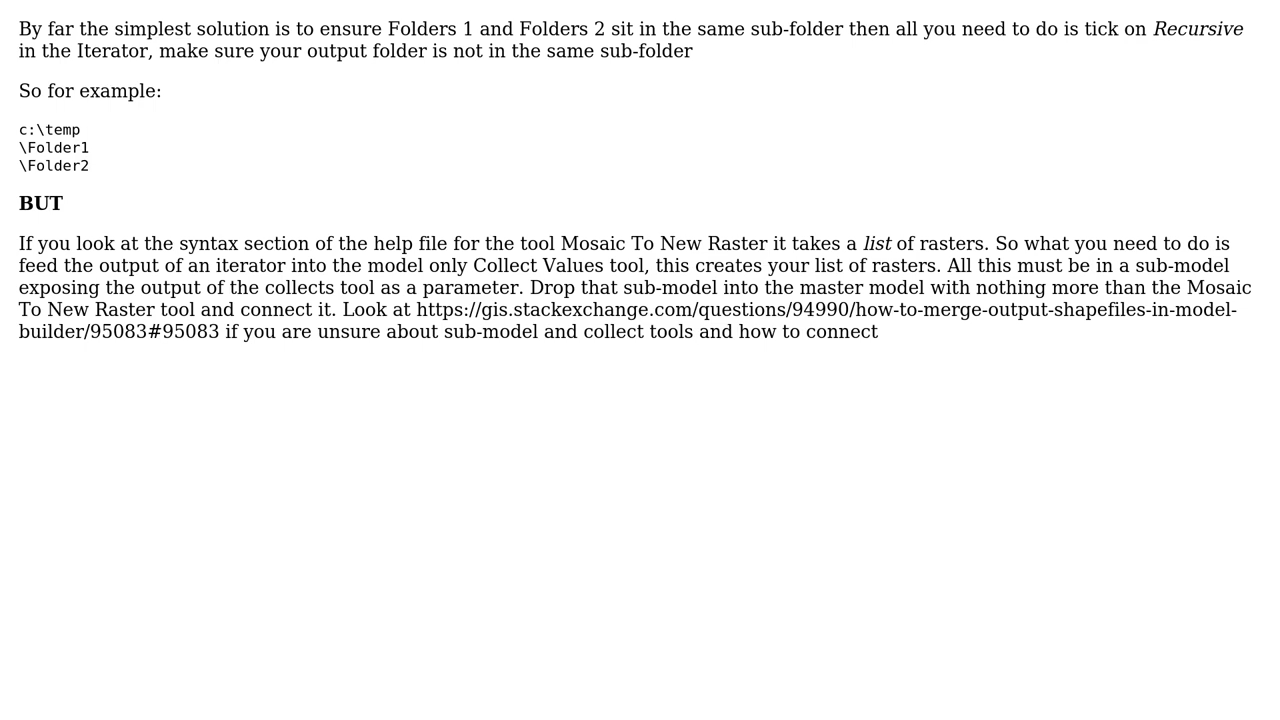 By far the simplest solution is to ensure Folders 1 and Folders 2 sit in the same sub-folder then all you need to do is tick on Recursive
in the Iterator, make sure your output folder is not in the same sub-folder
So for example:
c:\temp
\Folder1
\Folder2
BUT
If you look at the syntax section of the help file for the tool Mosaic To New Raster it takes a list of rasters. So what you need to do is
feed the output of an iterator into the model only Collect Values tool, this creates your list of rasters. All this must be in a sub-model
exposing the output of the collects tool as a parameter. Drop that sub-model into the master model with nothing more than the Mosaic
To New Raster tool and connect it. Look at https://gis.stackexchange.com/questions/94990/how-to-merge-output-shapefiles-in-model-
builder/95083#95083 if you are unsure about sub-model and collect tools and how to connect